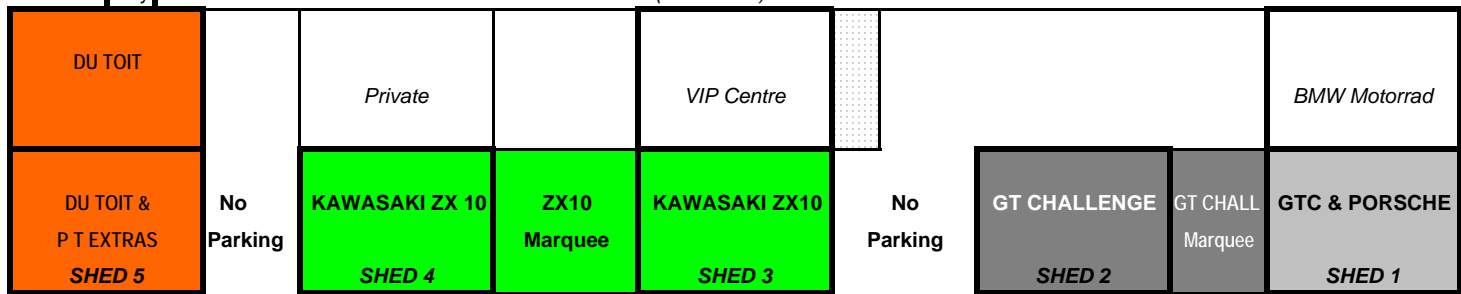 DU TOIT
Private
VIP Centre
BMW Motorrad
DU TOIT &
P T EXTRAS
SHED 5
No
Parking
KAWASAKI ZX 10
SHED 4
ZX10
Marquee
KAWASAKI ZX10
SHED 3
No
Parking
GT CHALLENGE
SHED 2
GT CHALL
Marquee
GTC & PORSCHE
SHED 1